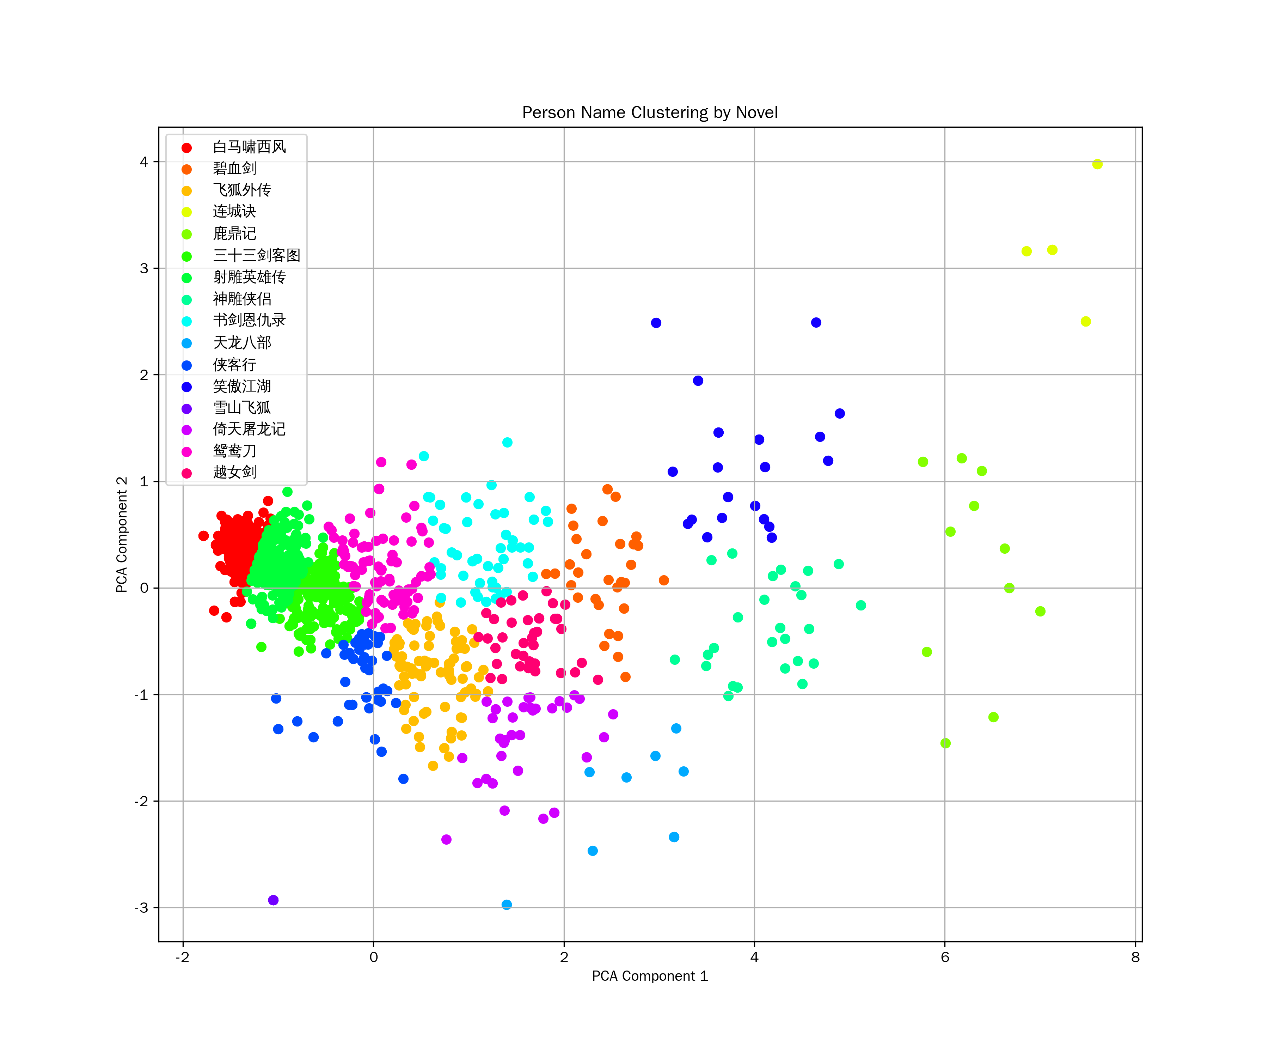 Person Name Clustering by Novel
白马啸西风
碧血剑
飞狐外传
连城诀
鹿鼎记
三十三剑客图
射雕英雄传
神雕侠侣
书剑恩仇录
天龙八部
侠客行
笑傲江湖
雪山飞狐
倚天屠龙记
鸳鸯刀
越女剑
4
3
2
1
0
-1
-2
-3
PCA Component 2
-2 0 2 4 6 8
PCA Component 1